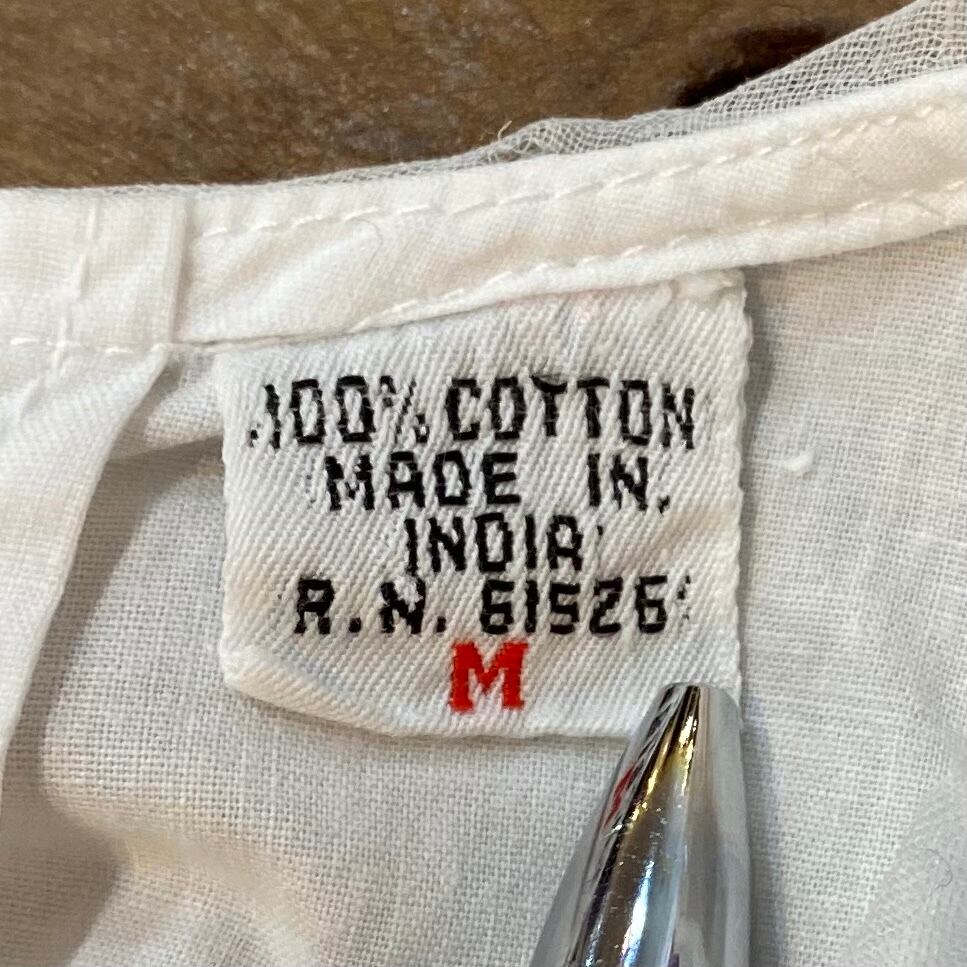 100% COTTON
MADE IN.
INDIA
R.N. 61526
M